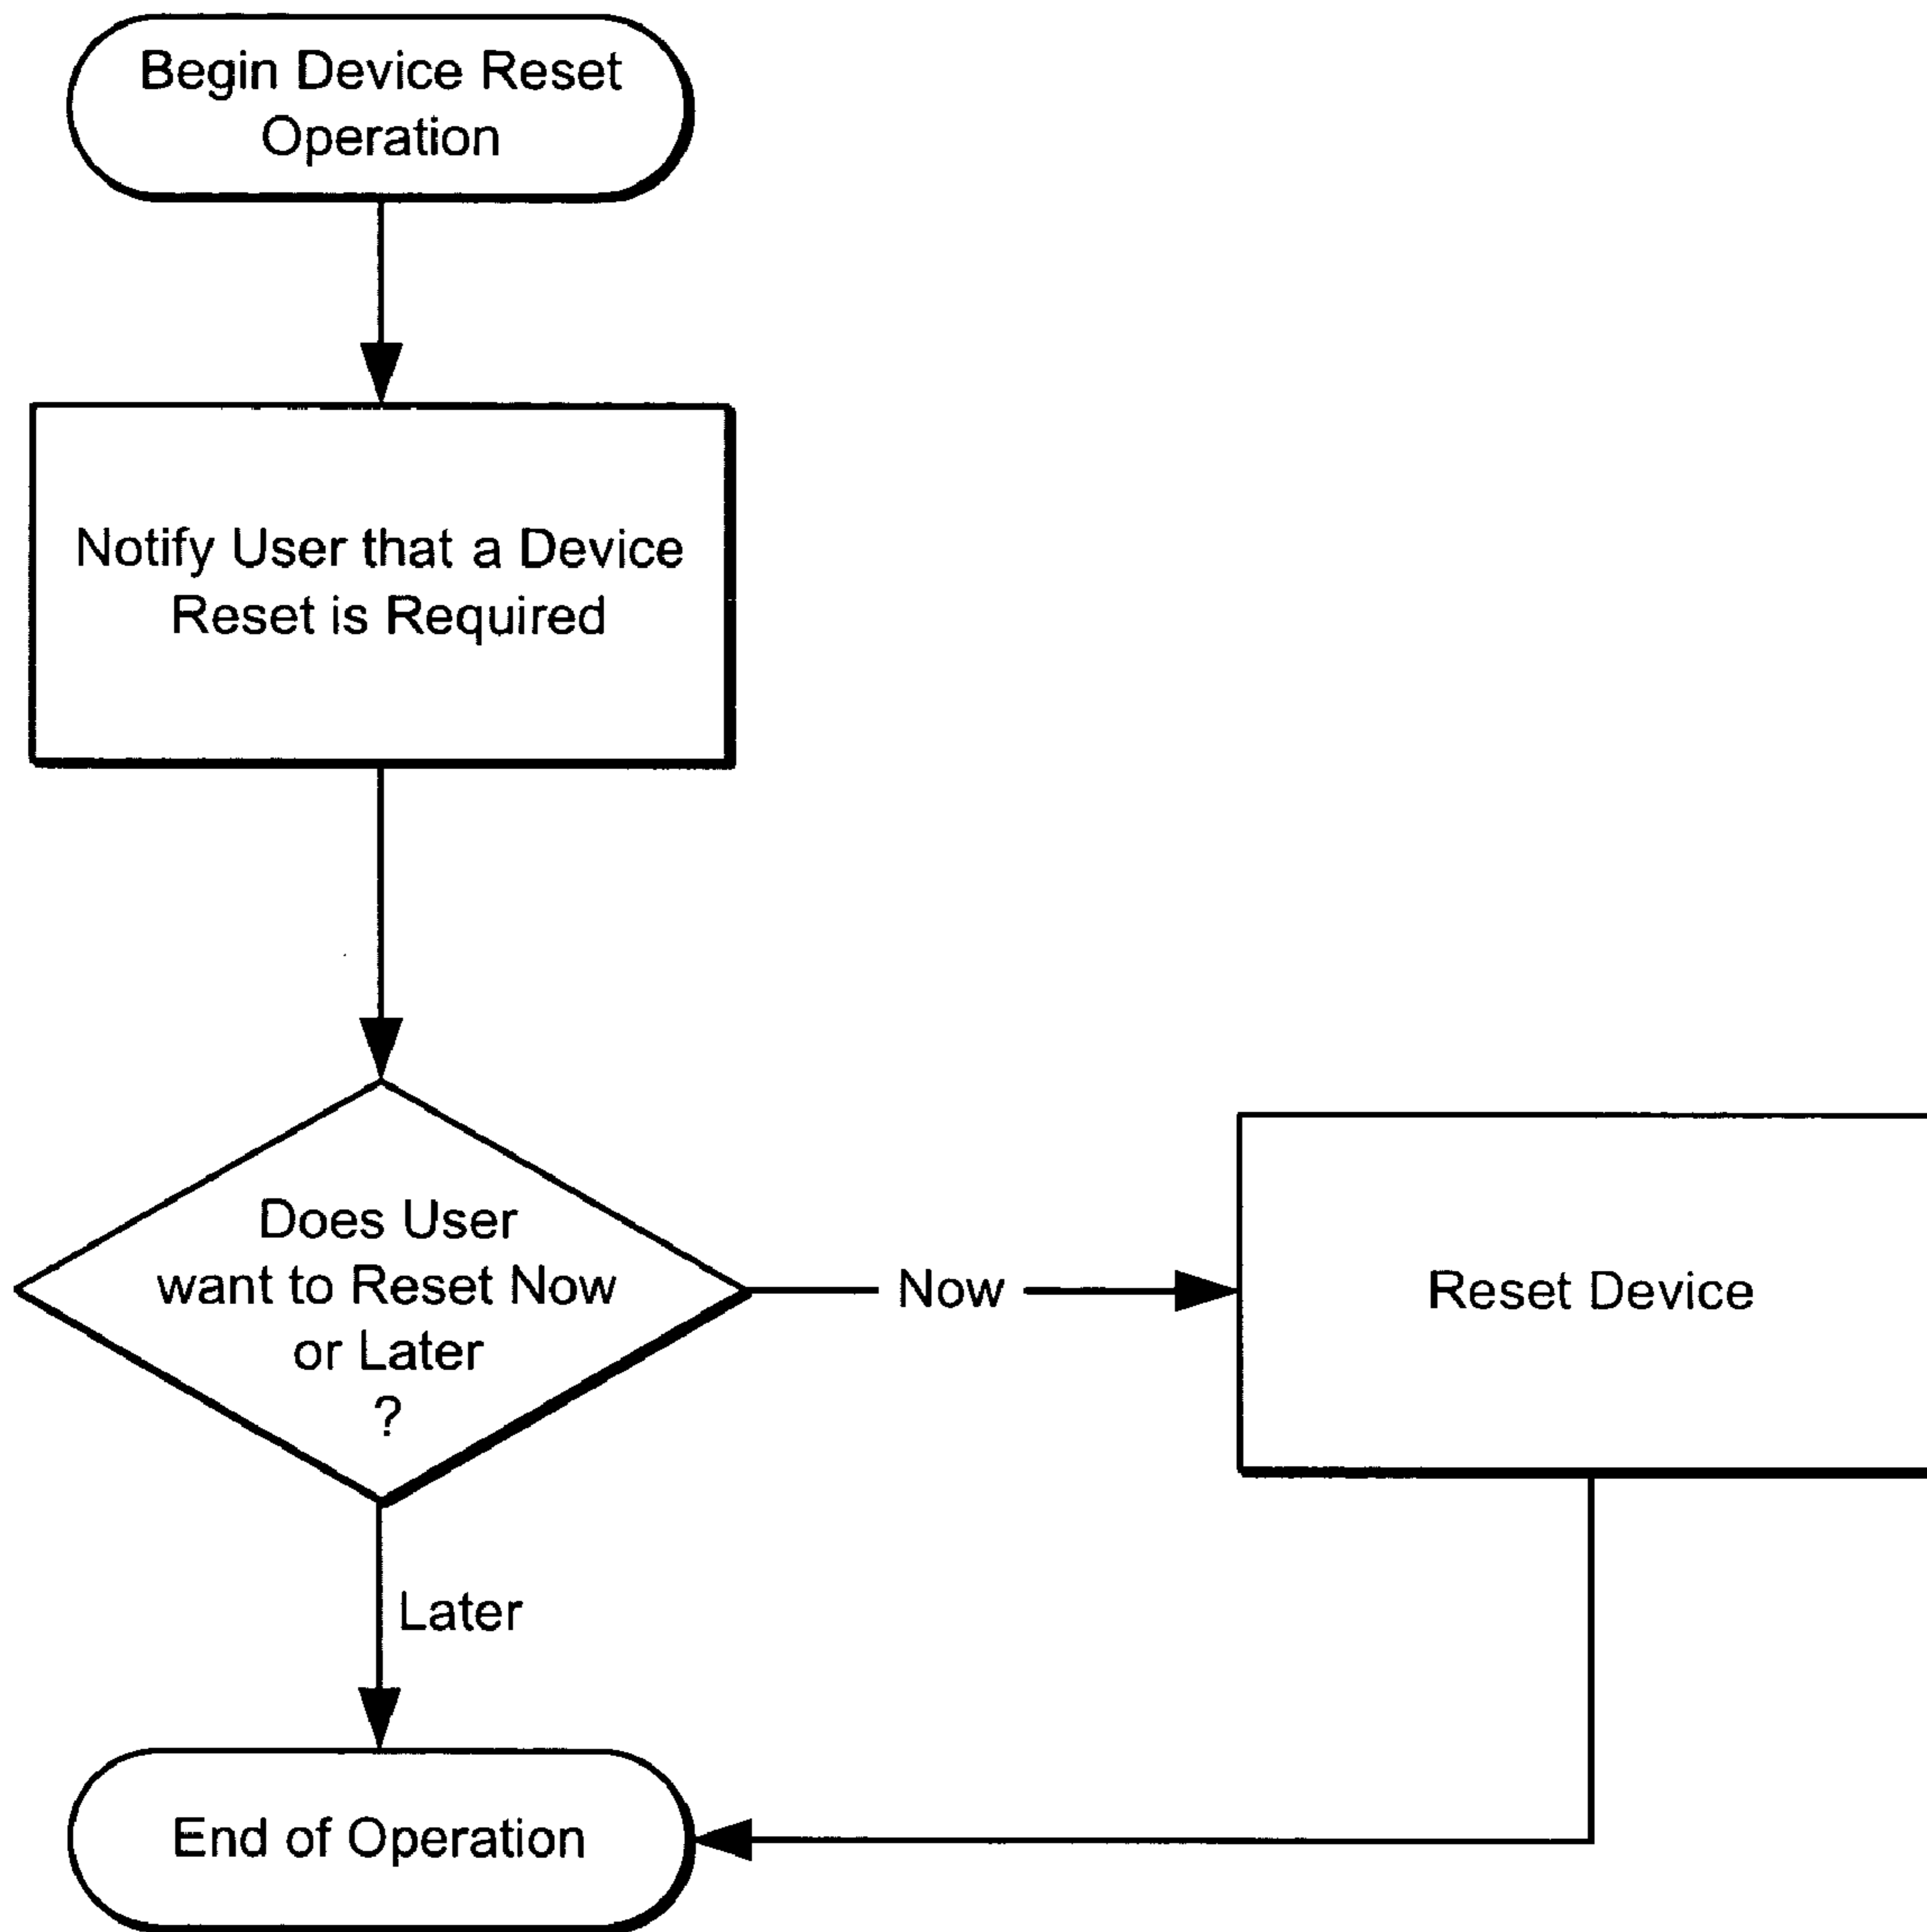 Begin Device Reset
Operation
Notify User that a Device
Reset is Required
Does User
want to Reset Now
or Later
?
Now
Reset Device
Later
End of Operation